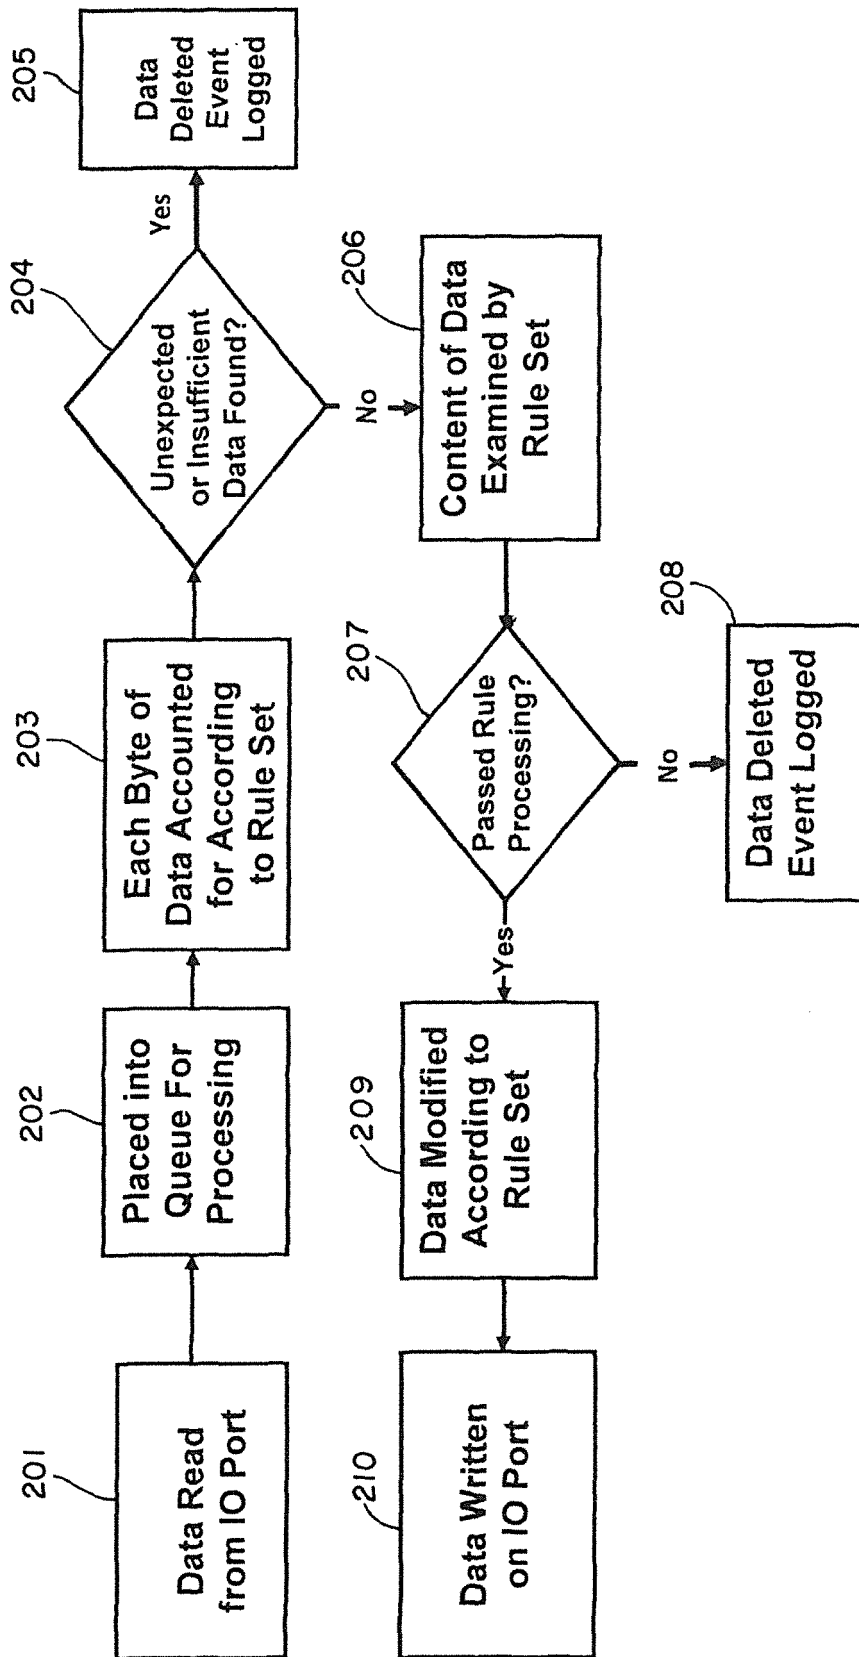 201
Data Read
from IO Port
202
Placed into
Queue For
Processing
203
Each Byte of
Data Accounted
for According
to Rule Set
204
Unexpected
or Insufficient
Data Found?
Yes
205
Data
Deleted
Event
Logged
No
206
Content of Data
Examined by
Rule Set
207
Passed Rule
Processing?
No
208
Data Deleted
Event Logged
Yes
209
Data Modified
According to
Rule Set
210
Data Written
on IO Port